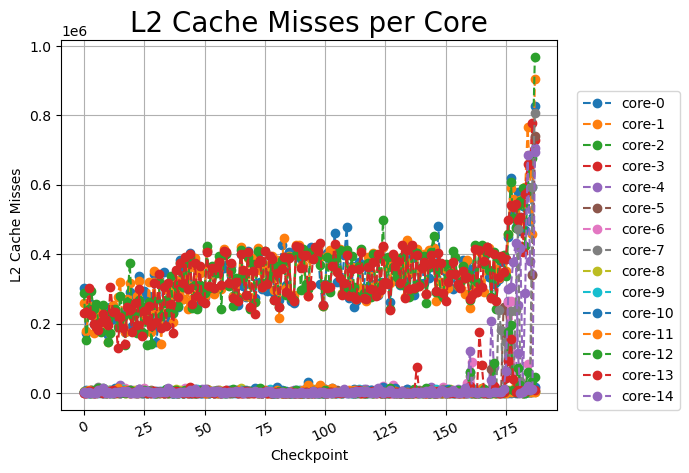 L2 Cache Misses per Core
1e6
1.0
0.8
0.6
0.4
0.2
0.0
L2 Cache Misses
0
25
50
75
100
125
150
175
Checkpoint
core-0
core-1
core-2
core-3
core-4
core-5
core-6
core-7
core-8
core-9
core-10
core-11
core-12
core-13
core-14